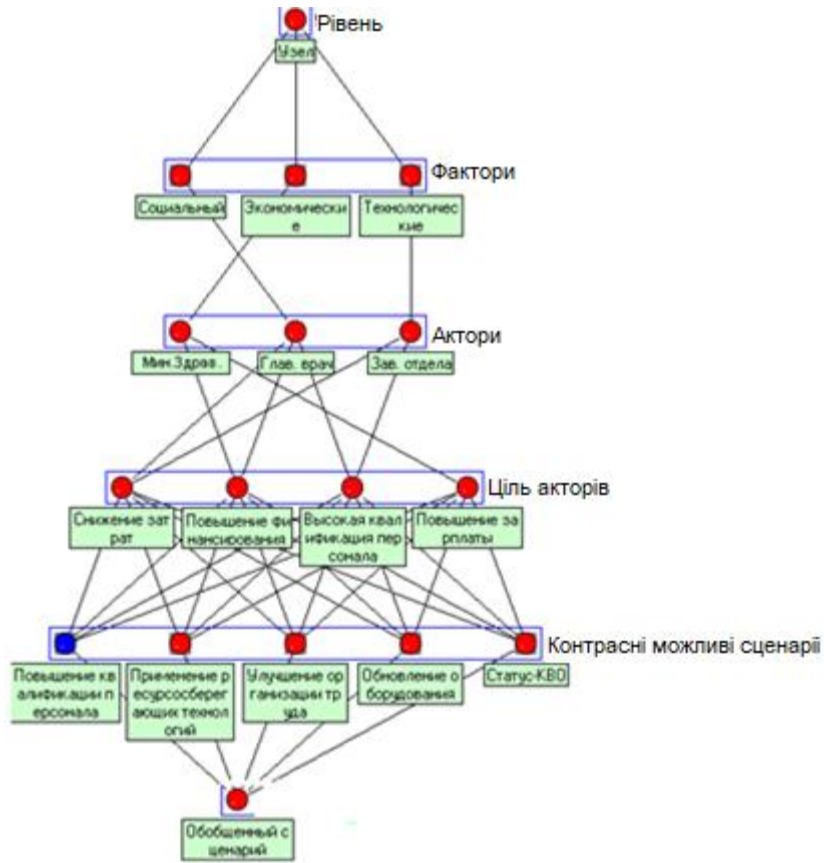 'Рівень
Узел
Фактори
Социальный
Экономически
е
Технологичес
кие
Актори
Мин.Здрав.
Глав. врач
Зав. отдела
Ціль акторів
Снижение зат
рат
Повышение фи
нансирования
Высокая квал
ификация пер
сонала
Повышение за
рплаты
Контрасні можливі сценарії
Повышение кв
алификации п
ерсонала
Применение р
есурсосберег
ающих технол
огий
Улучшение ор
ганизации тр
уда
Обновление о
борудования
Статус-КВО
Обобщенный с
ценарий